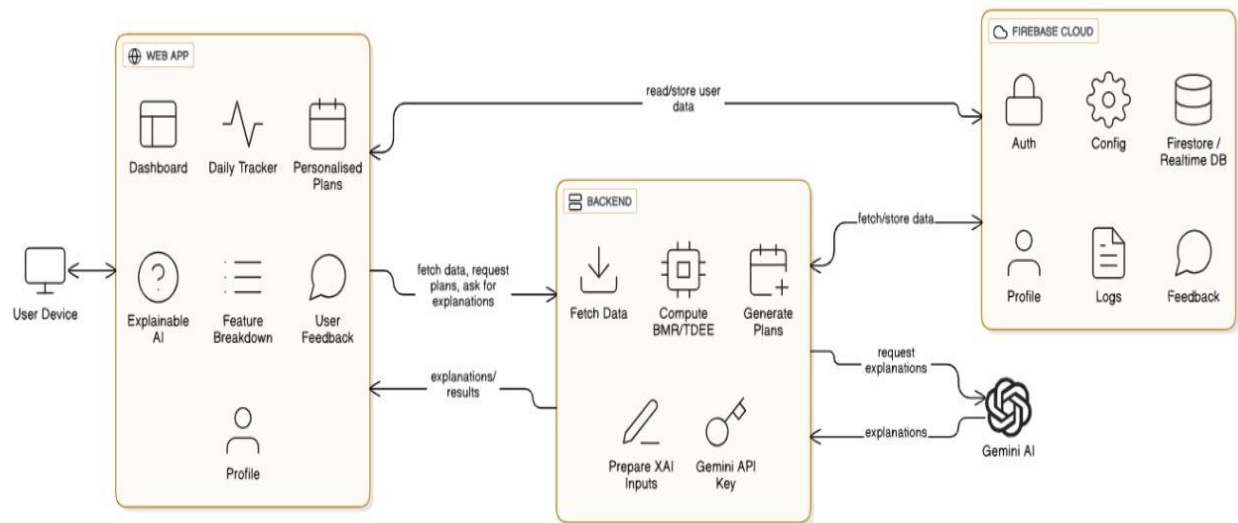 WEB APP
Dashboard
Daily Tracker
Personalised
Plans
Explainable
AI
Feature
Breakdown
User
Feedback
Profile
User Device
read/store user
data
fetch data, request
plans, ask for
explanations
explanations/
results
BACKEND
Fetch Data
Compute
BMR/TDEE
Generate
Plans
Prepare XAI
Inputs
Gemini API
Key
fetch/store data
request
explanations
explanations
Gemini AI
FIREBASE CLOUD
Auth
Config
Firestore /
Realtime DB
Profile
Logs
Feedback